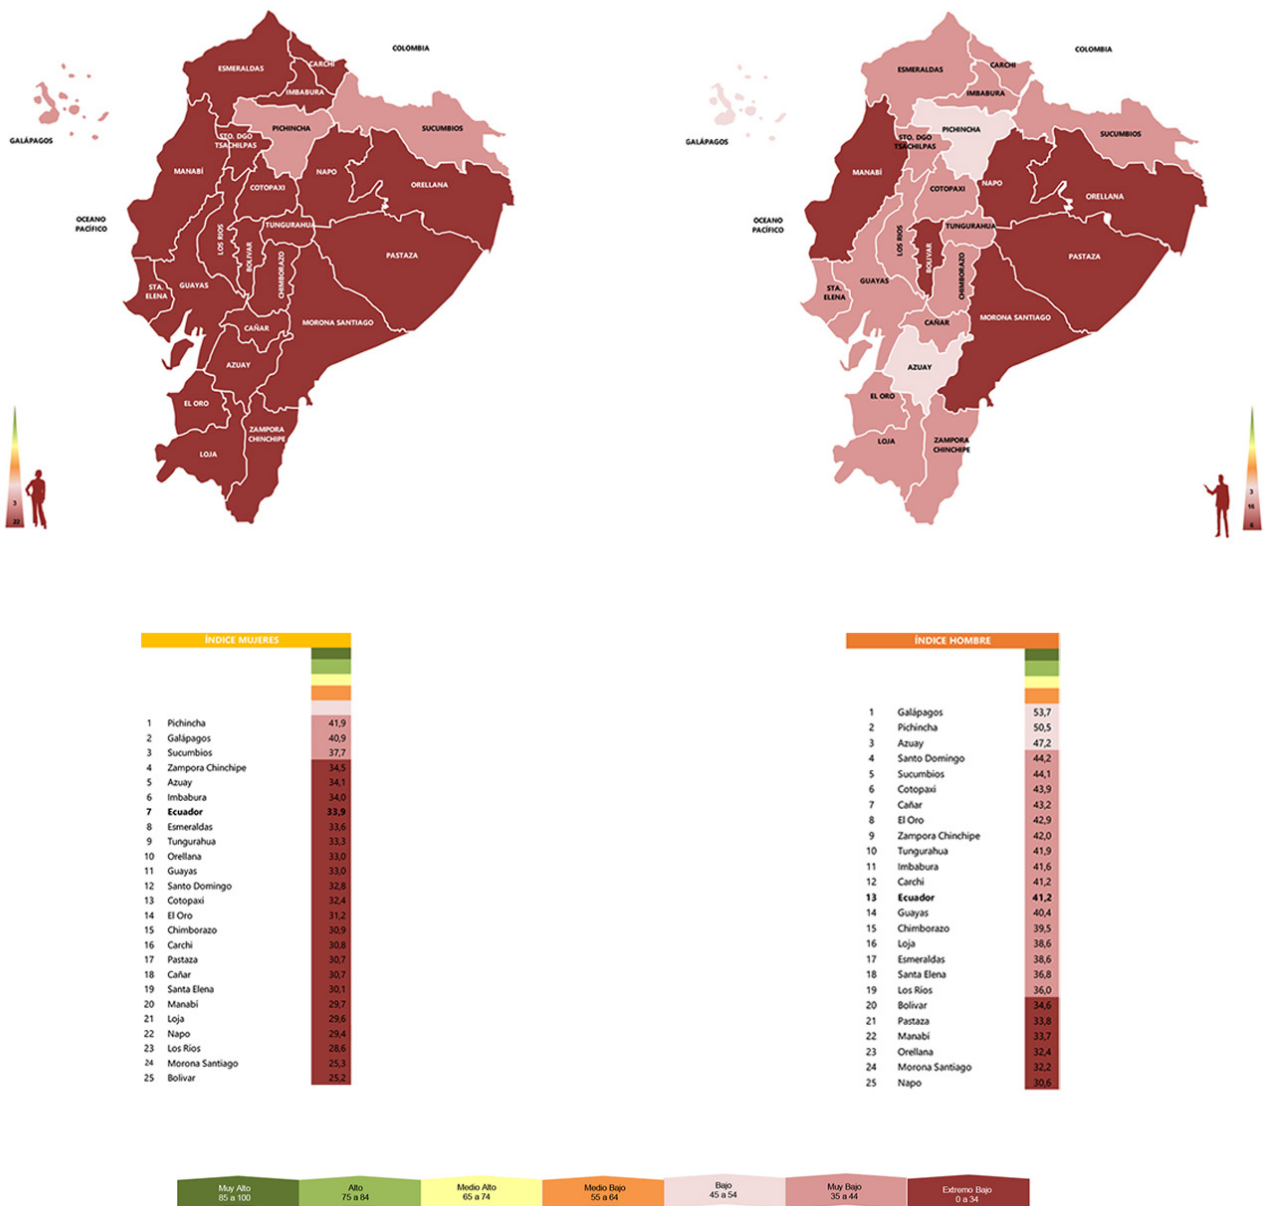 COLOMBIA
ESMERALDAS
CARCHI
IMBABURA
GALÁPAGOS
STO. DGO
TSACHILPAS
PICHINCHA
SUCUMBIOS
MANABÍ
COTOPAXI
NAPO
ORELLANA
OCEANO
PACÍFICO
LOS RIOS
BOLIVAR
TUNGURAHUA
CHIMBORAZO
PASTAZA
STA.
ELENA
GUAYAS
CAÑAR
MORONA SANTIAGO
AZUAY
EL ORO
ZAMPORA
CHINCHIPE
LOJA
3
22
COLOMBIA
ESMERALDAS
CARCHI
IMBABURA
GALÁPAGOS
STO. DGO
TSACHILPAS
PICHINCHA
SUCUMBIOS
MANABÍ
COTOPAXI
NAPO
ORELLANA
OCEANO
PACÍFICO
LOS RIOS
BOLIVAR
TUNGURAHUA
CHIMBORAZO
PASTAZA
STA.
ELENA
GUAYAS
CAÑAR
MORONA SANTIAGO
AZUAY
EL ORO
LOJA
ZAMPORA
CHINCHIPE
3
16
6
ÍNDICE MUJERES
1 Pichincha 41,9
2 Galápagos 40,9
3 Sucumbios 37,7
4 Zampora Chinchipe 34,5
5 Azuay 34,1
6 Imbabura 34,0
7 Ecuador 33,9
8 Esmeraldas 33,6
9 Tungurahua 33,3
10 Orellana 33,0
11 Guayas 33,0
12 Santo Domingo 32,8
13 Cotopaxi 32,4
14 El Oro 31,2
15 Chimborazo 30,9
16 Carchi 30,8
17 Pastaza 30,7
18 Cañar 30,7
19 Santa Elena 30,1
20 Manabí 29,7
21 Loja 29,6
22 Napo 29,4
23 Los Ríos 28,6
24 Morona Santiago 25,3
25 Bolivar 25,2
ÍNDICE HOMBRE
1 Galápagos 53,7
2 Pichincha 50,5
3 Azuay 47,2
4 Santo Domingo 44,2
5 Sucumbios 44,1
6 Cotopaxi 43,9
7 Cañar 43,2
8 El Oro 42,9
9 Zampora Chinchipe 42,0
10 Tungurahua 41,9
11 Imbabura 41,6
12 Carchi 41,2
13 Ecuador 41,2
14 Guayas 40,4
15 Chimborazo 39,5
16 Loja 38,6
17 Esmeraldas 38,6
18 Santa Elena 36,8
19 Los Ríos 36,0
20 Bolivar 34,6
21 Pastaza 33,8
22 Manabí 33,7
23 Orellana 32,4
24 Morona Santiago 32,2
25 Napo 30,6
Muy Alto
85 a 100
Alto
75 a 84
Medio Alto
65 a 74
Medio Bajo
55 a 64
Bajo
45 a 54
Muy Bajo
35 a 44
Extremo Bajo
0 a 34